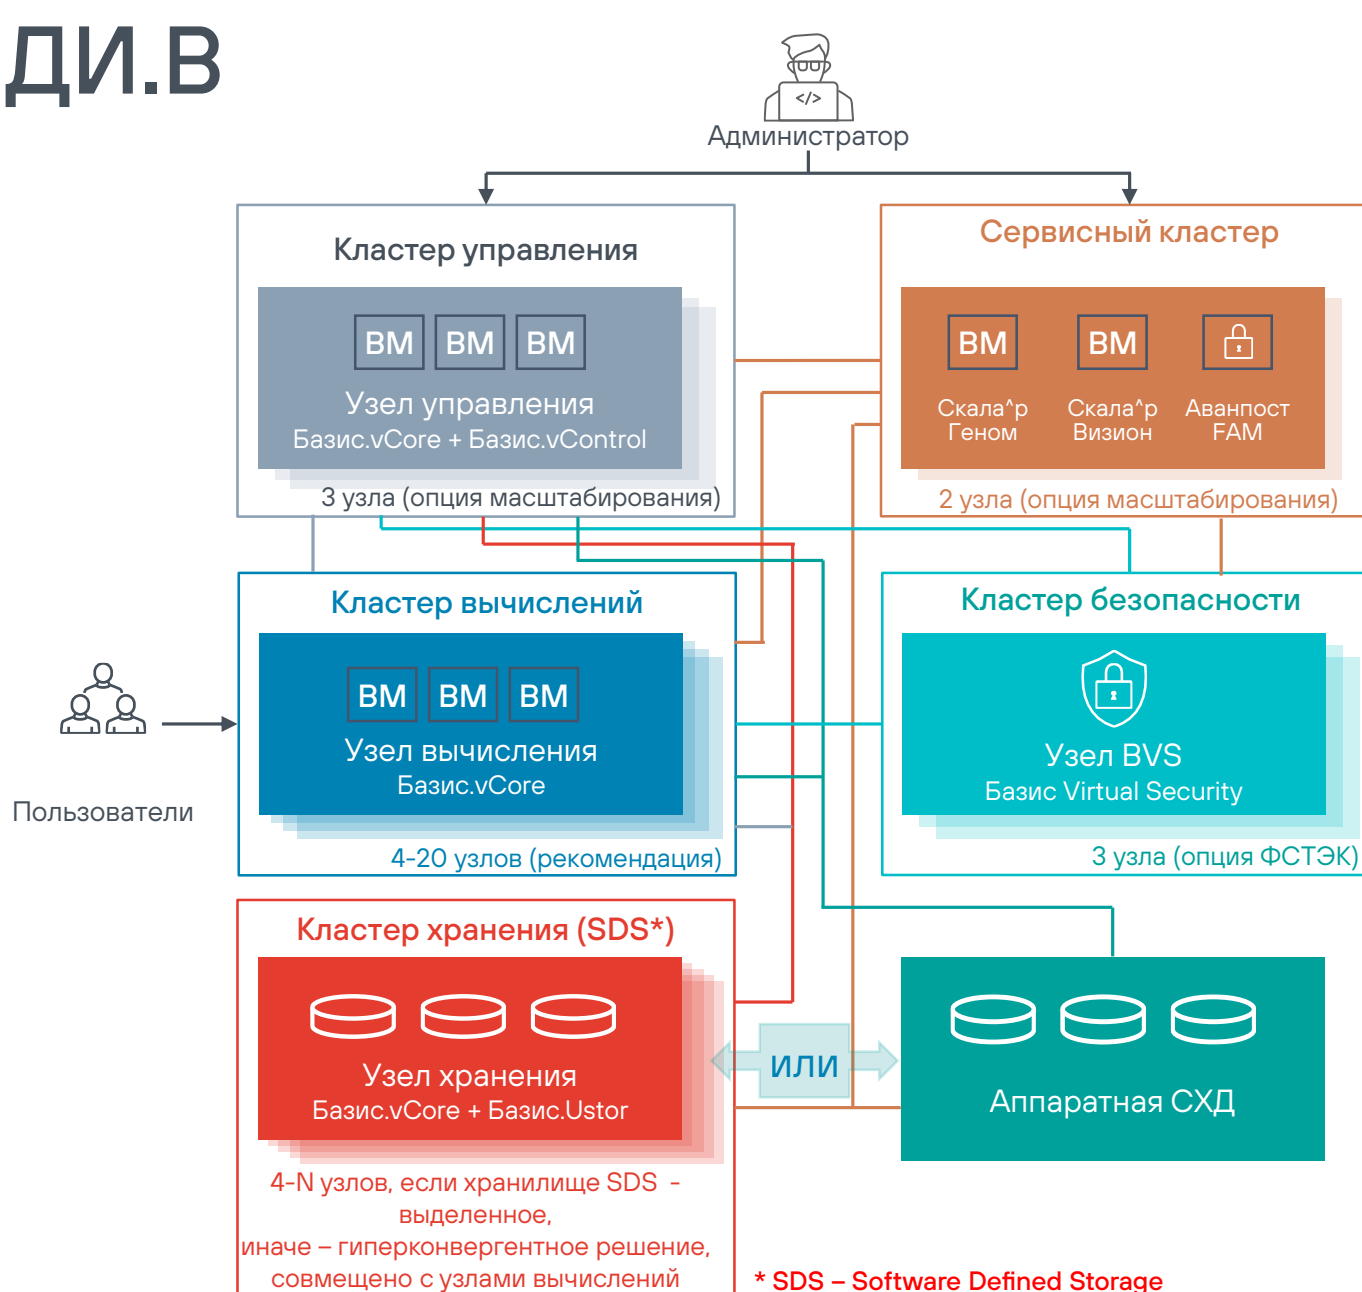 ДИ.В
</>
Администратор
Кластер управления
ВМ ВМ ВМ
Узел управления
Базис.vCore + Базис.vControl
3 узла (опция масштабирования)
Сервисный кластер
ВМ ВМ
Скала^р Скала^р Аванпост
Геном Визион FAM
2 узла (опция масштабирования)
Пользователи
Кластер вычислений
ВМ ВМ ВМ
Узел вычисления
Базис.vCore
4-20 узлов (рекомендация)
Кластер безопасности
Узел BVS
Базис Virtual Security
3 узла (опция ФСТЭК)
Кластер хранения (SDS*)
Узел хранения
Базис.vCore + Базис.Ustor
4-N узлов, если хранилище SDS -
выделенное,
иначе – гиперконвергентное решение,
совмещено с узлами вычислений
или
Аппаратная СХД
* SDS – Software Defined Storage